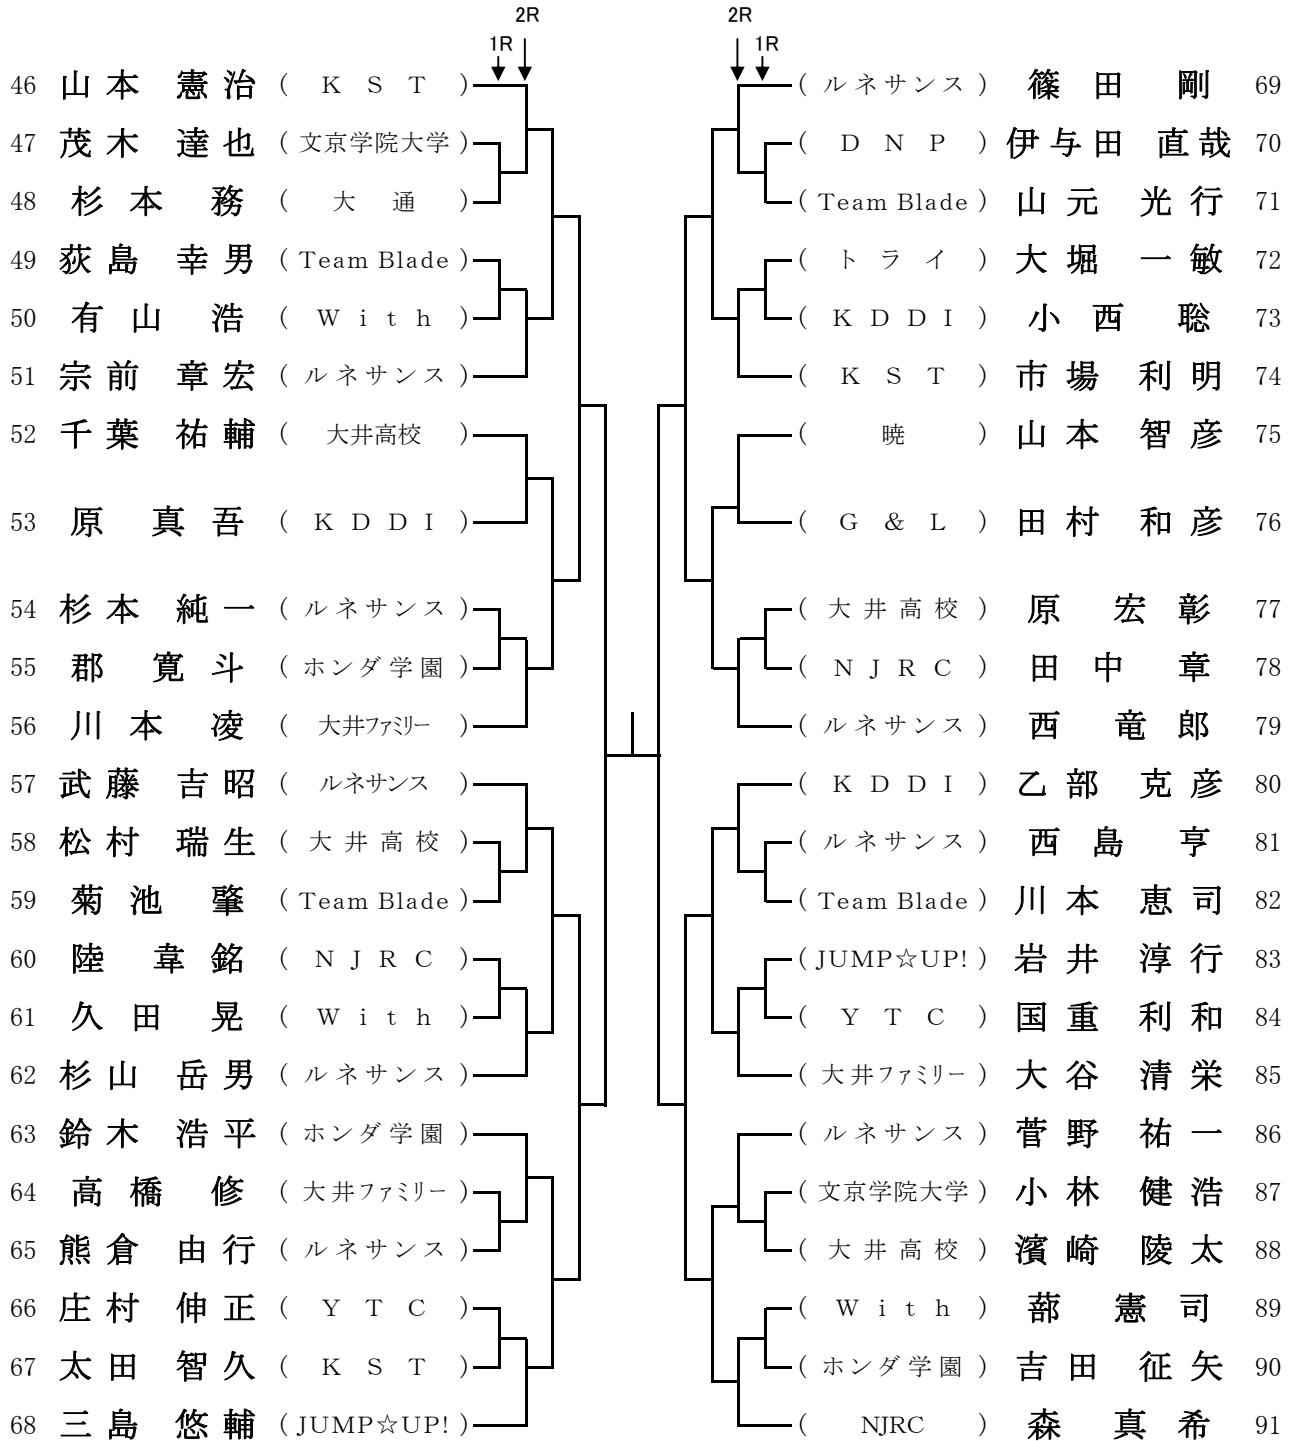 2R 2R
1R 1R
46 山本 憲治 ( KST ) ( ルネサンス ) 篠田 剛 69
47 茂木 達也 ( 文京学院大学 ) ( DNP ) 伊与田 直哉 70
48 杉本 務 ( 大通 ) ( Team Blade ) 山元 光行 71
49 荻島 幸男 ( Team Blade ) ( トライ ) 大堀 一敏 72
50 有山 浩 ( With ) ( KDDI ) 小西 聡 73
51 宗前 章宏 ( ルネサンス ) ( KST ) 市場 利明 74
52 千葉 祐輔 ( 大井高校 ) ( 暁 ) 山本 智彦 75
53 原 真吾 ( KDDI ) ( G&L ) 田村 和彦 76
54 杉本 純一 ( ルネサンス ) ( 大井高校 ) 原 宏彰 77
55 郡 寛斗 ( ホンダ学園 ) ( NJRC ) 田中 章 78
56 川本 凌 ( 大井ファミリー ) ( ルネサンス ) 西 竜郎 79
57 武藤 吉昭 ( ルネサンス ) ( KDDI ) 乙部 克彦 80
58 松村 瑞生 ( 大井高校 ) ( ルネサンス ) 西島 亨 81
59 菊池 肇 ( Team Blade ) ( Team Blade ) 川本 恵司 82
60 陸 韋銘 ( NJRC ) ( JUMP☆UP! ) 岩井 淳行 83
61 久田 晃 ( With ) ( YTC ) 国重 利和 84
62 杉山 岳男 ( ルネサンス ) ( 大井ファミリー ) 大谷 清栄 85
63 鈴木 浩平 ( ホンダ学園 ) ( ルネサンス ) 菅野 祐一 86
64 高橋 修 ( 大井ファミリー ) ( 文京学院大学 ) 小林 健浩 87
65 熊倉 由行 ( ルネサンス ) ( 大井高校 ) 濱崎 陵太 88
66 庄村 伸正 ( YTC ) ( With ) 蔀 憲司 89
67 太田 智久 ( KST ) ( ホンダ学園 ) 吉田 征矢 90
68 三島 悠輔 ( JUMP☆UP! ) ( NJRC ) 森 真希 91